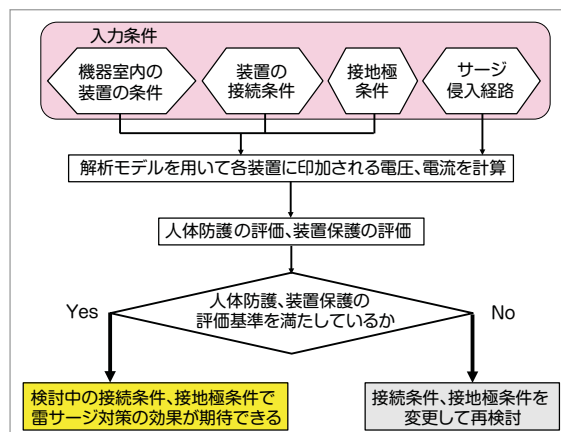 入力条件
機器室内の
装置の条件
装置の
接続条件
接地極
条件
サージ
侵入経路
解析モデルを用いて各装置に印加される電圧、電流を計算
人体防護の評価、装置保護の評価
人体防護、装置保護の
評価基準を満たしているか
Yes
No
検討中の接続条件、接地極条件で
雷サージ対策の効果が期待できる
接続条件、接地極条件を
変更して再検討